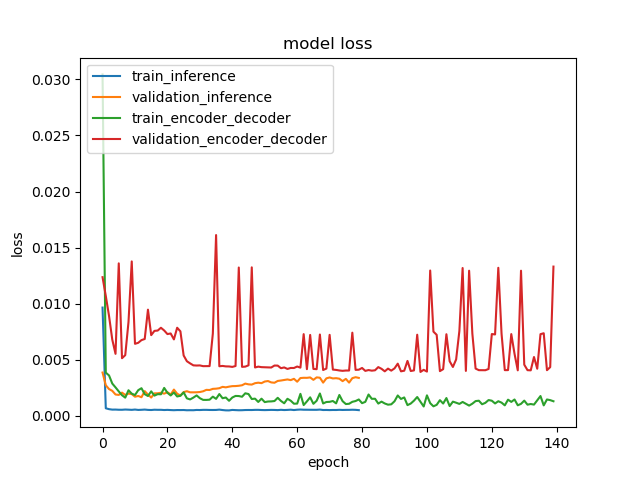 model loss
train_inference
validation_inference
train_encoder_decoder
validation_encoder_decoder
0.030
0.025
0.020
0.015
0.010
0.005
0.000
loss
0 20 40 60 80 100 120 140
epoch